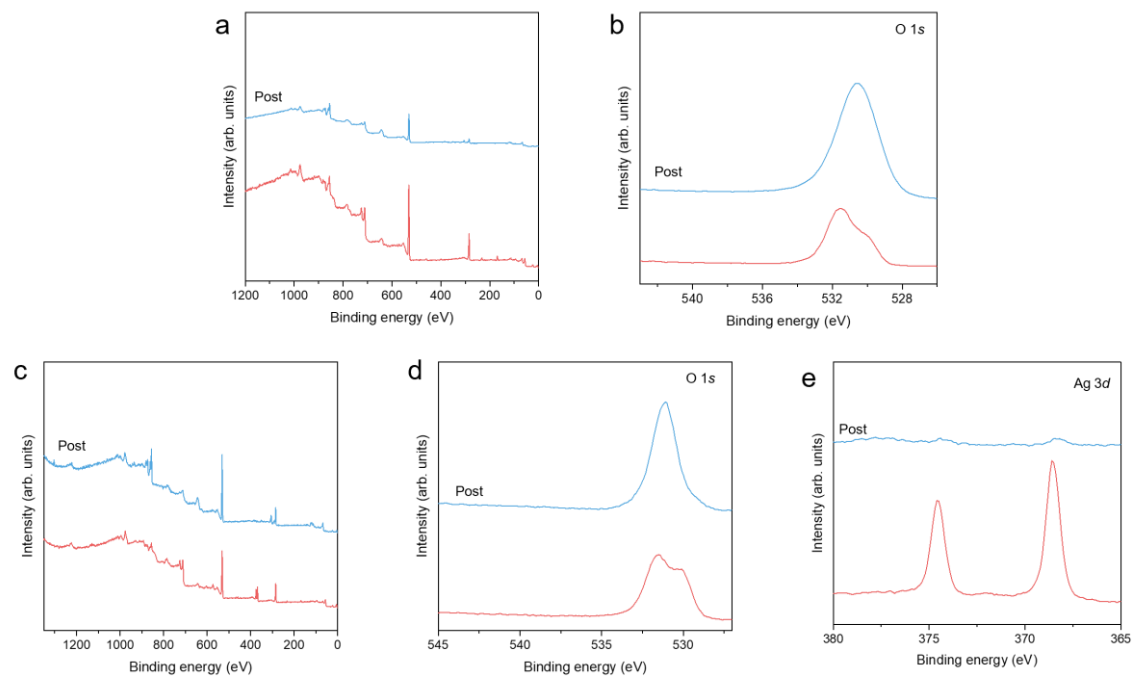 a
Post
Intensity (arb. units)
1200 1000 800 600 400 200 0
Binding energy (eV)
b
O 1s
Post
Intensity (arb. units)
540 536 532 528
Binding energy (eV)
c
Post
Intensity (arb. units)
1200 1000 800 600 400 200 0
Binding energy (eV)
d
O 1s
Post
Intensity (arb. units)
545 540 535 530
Binding energy (eV)
e
Ag 3d
Post
Intensity (arb. units)
380 375 370 365
Binding energy (eV)